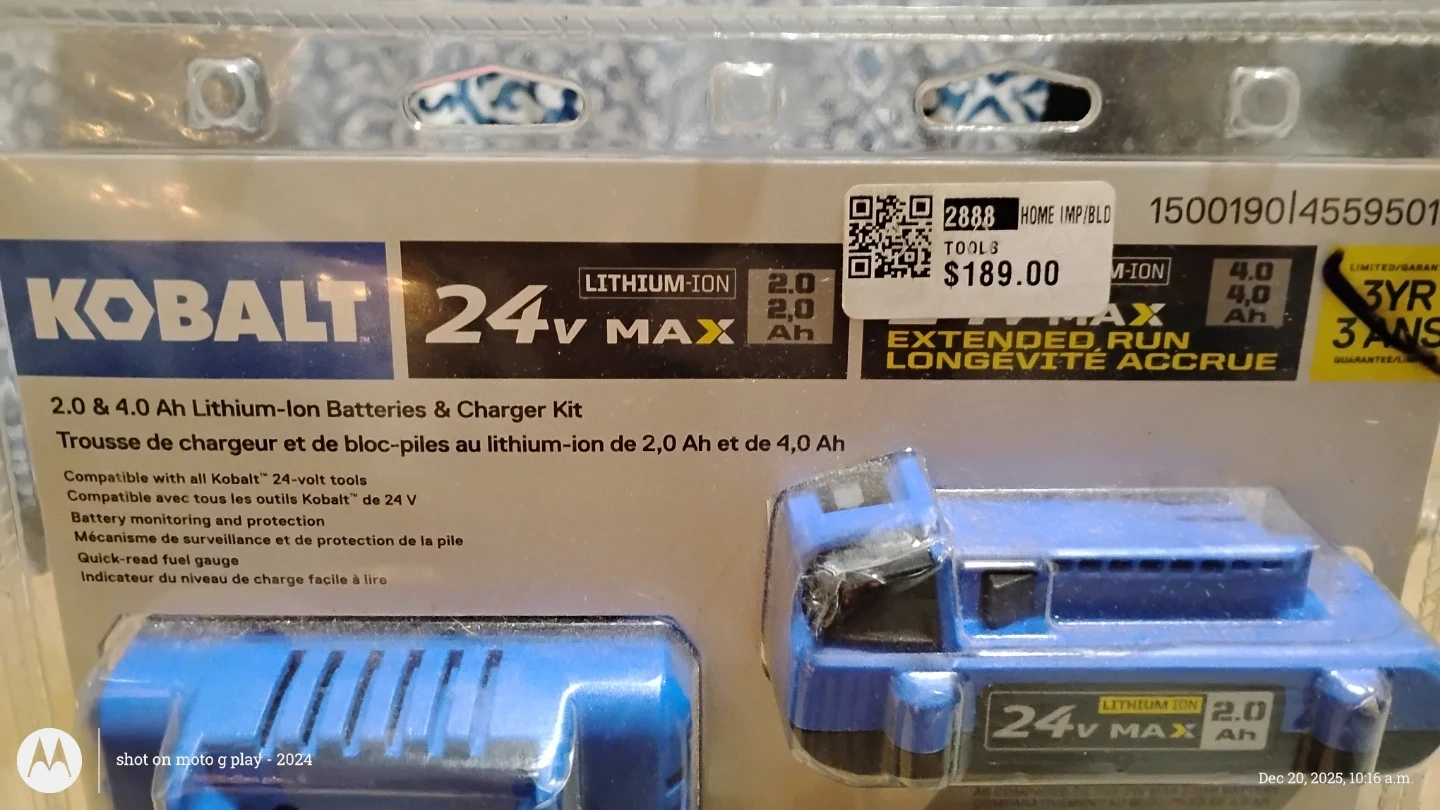 2888 HOME IMP/BLD
TOOLS
$189.00
1500190|4559501
KOBALT™
LITHIUM-ION
24V MAX
2.0
2,0
Ah
M-ION
MAX
4.0
4,0
Ah
EXTENDED RUN
LONGÉVITÉ ACCRUE
LIMITED/GARAN
3YR
3 ANS
2.0 & 4.0 Ah Lithium-Ion Batteries & Charger Kit
Trousse de chargeur et de bloc-piles au lithium-ion de 2,0 Ah et de 4,0 Ah
Compatible with all Kobalt™ 24-volt tools
Compatible avec tous les outils Kobalt™ de 24 V
Battery monitoring and protection
Mécanisme de surveillance et de protection de la pile
Quick-read fuel gauge
Indicateur du niveau de charge facile à lire
LITHIUM ION
24V MAX
2.0
Ah
shot on moto g play - 2024
Dec 20, 2025, 10:16 a.m.